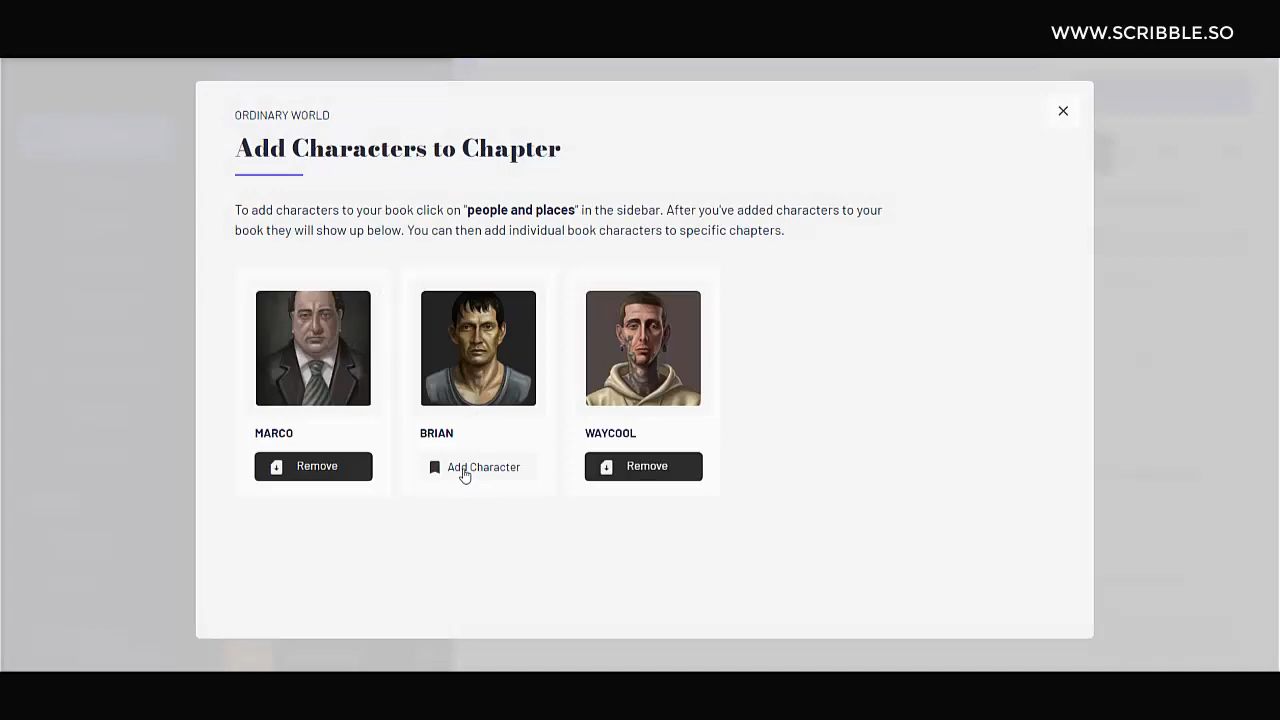 WWW.SCRIBBLE.SO
ORDINARY WORLD
Add Characters to Chapter
To add characters to your book click on "people and places" in the sidebar. After you've added characters to your
book they will show up below. You can then add individual book characters to specific chapters.
MARCO
BRIAN
WAYCOOL
Remove
Add Character
Remove